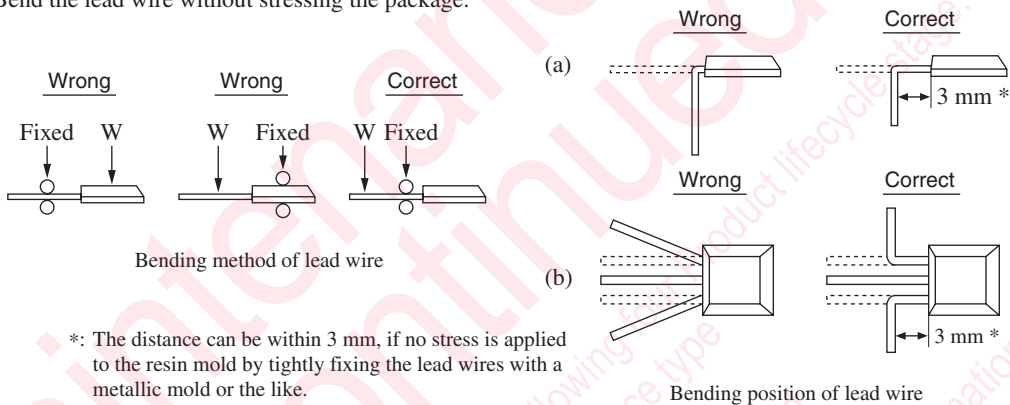 Bend the lead wire without stressing the package.
Wrong Wrong Correct
Fixed W W Fixed W Fixed
Bending method of lead wire
*: The distance can be within 3 mm, if no stress is applied
to the resin mold by tightly fixing the lead wires with a
metallic mold or the like.
Wrong Correct
(a)
3 mm *
Wrong Correct
(b)
3 mm *
Bending position of lead wire
product lifecycle stage.